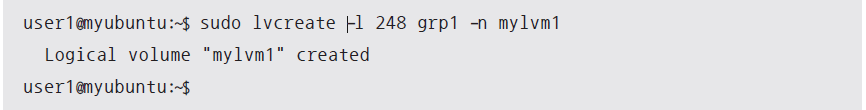 user1@myubuntu:~$ sudo lvcreate -l 248 grp1 -n mylvm1
Logical volume "mylvm1" created
user1@myubuntu:~$